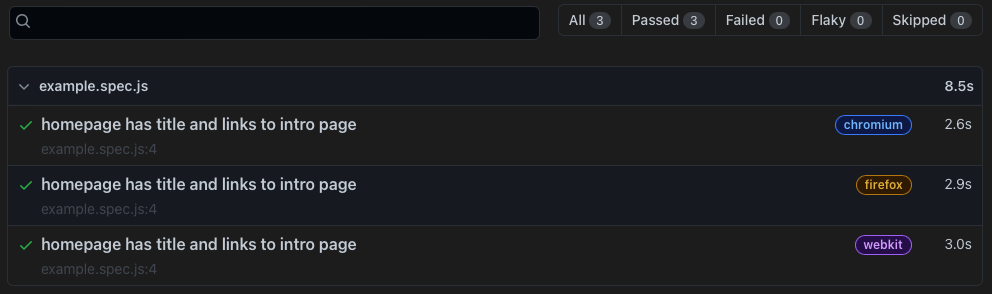 All 3 Passed 3 Failed 0 Flaky 0 Skipped 0
example.spec.js 8.5s
homepage has title and links to intro page chromium 2.6s
example.spec.js:4
homepage has title and links to intro page firefox 2.9s
example.spec.js:4
homepage has title and links to intro page webkit 3.0s
example.spec.js:4